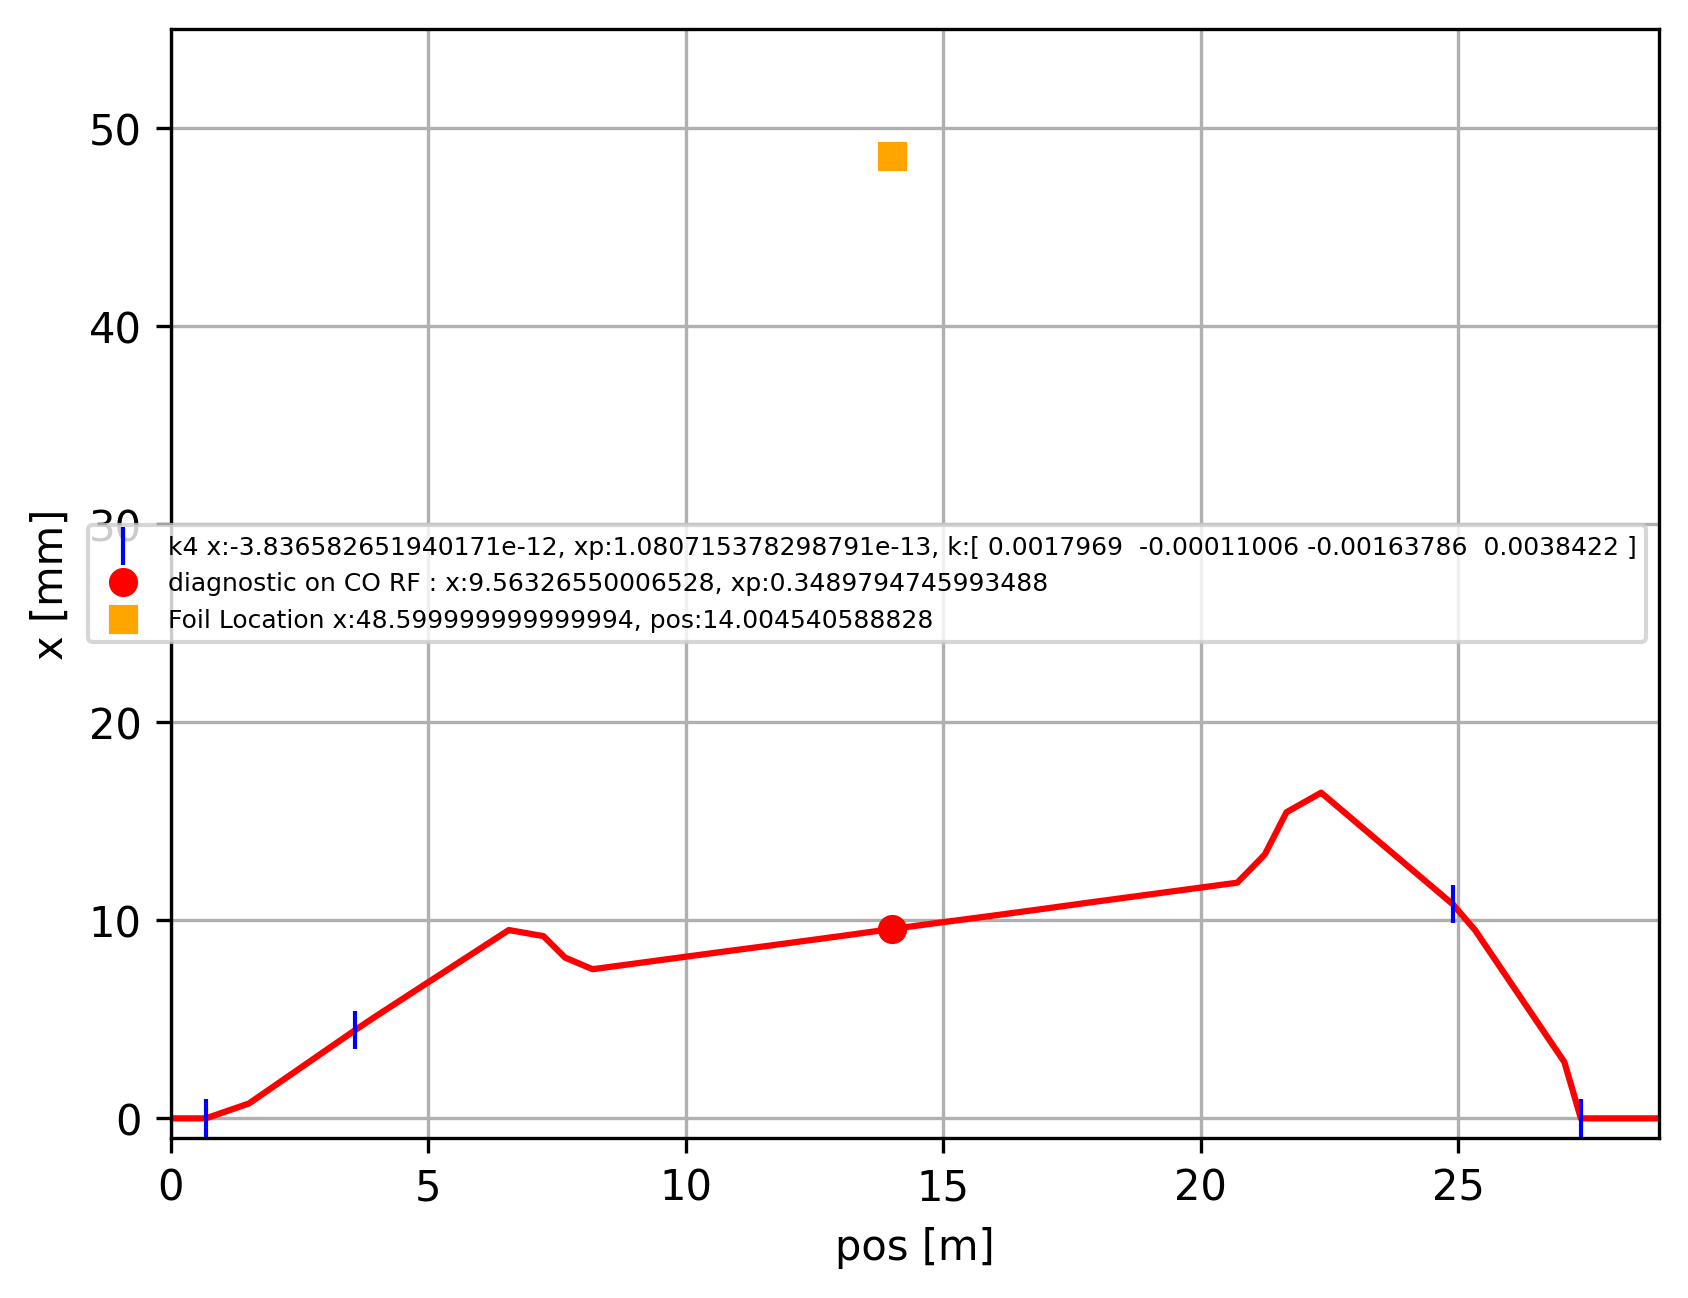 50
40
30
20
10
0
x [mm]
k4 x:-3.836582651940171e-12, xp:1.080715378298791e-13, k:[ 0.0017969  -0.00011006 -0.00163786  0.0038422 ]
diagnostic on CO RF : x:9.56326550006528, xp:0.3489794745993488
Foil Location x:48.599999999999994, pos:14.004540588828
0 5 10 15 20 25
pos [m]